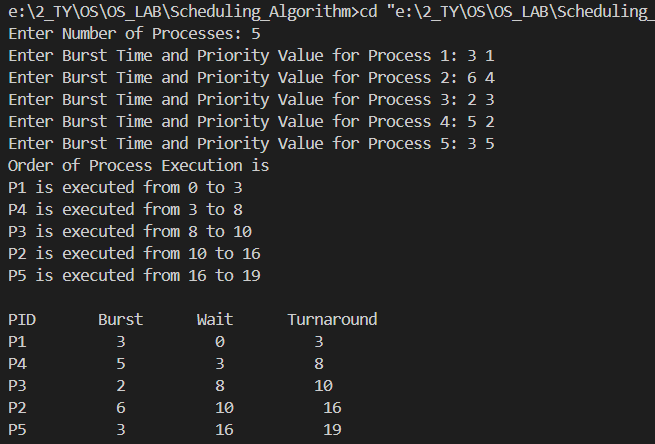 e:\2_TY\OS\OS_LAB\Scheduling_Algorithm>cd "e:\2_TY\OS\OS_LAB\Scheduling_
Enter Number of Processes: 5
Enter Burst Time and Priority Value for Process 1: 3 1
Enter Burst Time and Priority Value for Process 2: 6 4
Enter Burst Time and Priority Value for Process 3: 2 3
Enter Burst Time and Priority Value for Process 4: 5 2
Enter Burst Time and Priority Value for Process 5: 3 5
Order of Process Execution is
P1 is executed from 0 to 3
P4 is executed from 3 to 8
P3 is executed from 8 to 10
P2 is executed from 10 to 16
P5 is executed from 16 to 19
PID Burst Wait Turnaround
P1 3 0 3
P4 5 3 8
P3 2 8 10
P2 6 10 16
P5 3 16 19